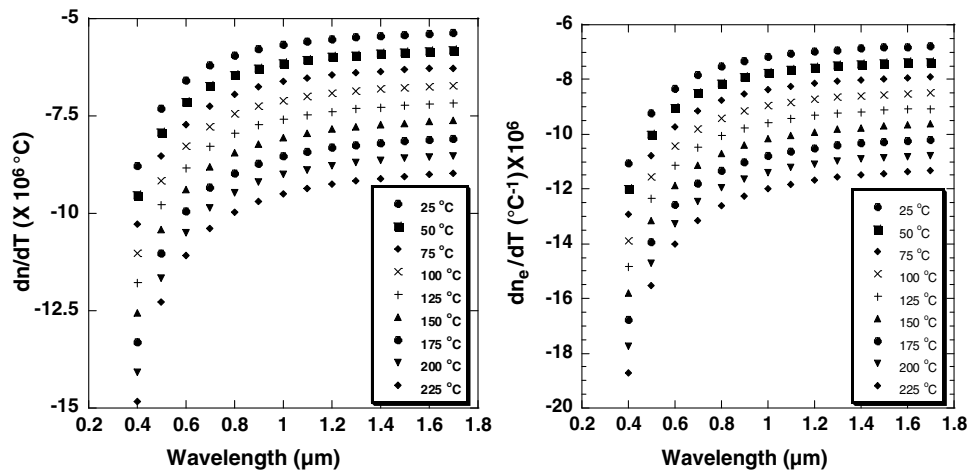 dn/dT (X 10⁶ °C)
-5
-7.5
-10
-12.5
-15
0.2 0.4 0.6 0.8 1 1.2 1.4 1.6 1.8
Wavelength (µm)
25 °C
50 °C
75 °C
100 °C
125 °C
150 °C
175 °C
200 °C
225 °C
dnₑ/dT (°C⁻¹) X10⁶
-6
-8
-10
-12
-14
-16
-18
-20
0.2 0.4 0.6 0.8 1 1.2 1.4 1.6 1.8
Wavelength (µm)
25 °C
50 °C
75 °C
100 °C
125 °C
150 °C
175 °C
200 °C
225 °C